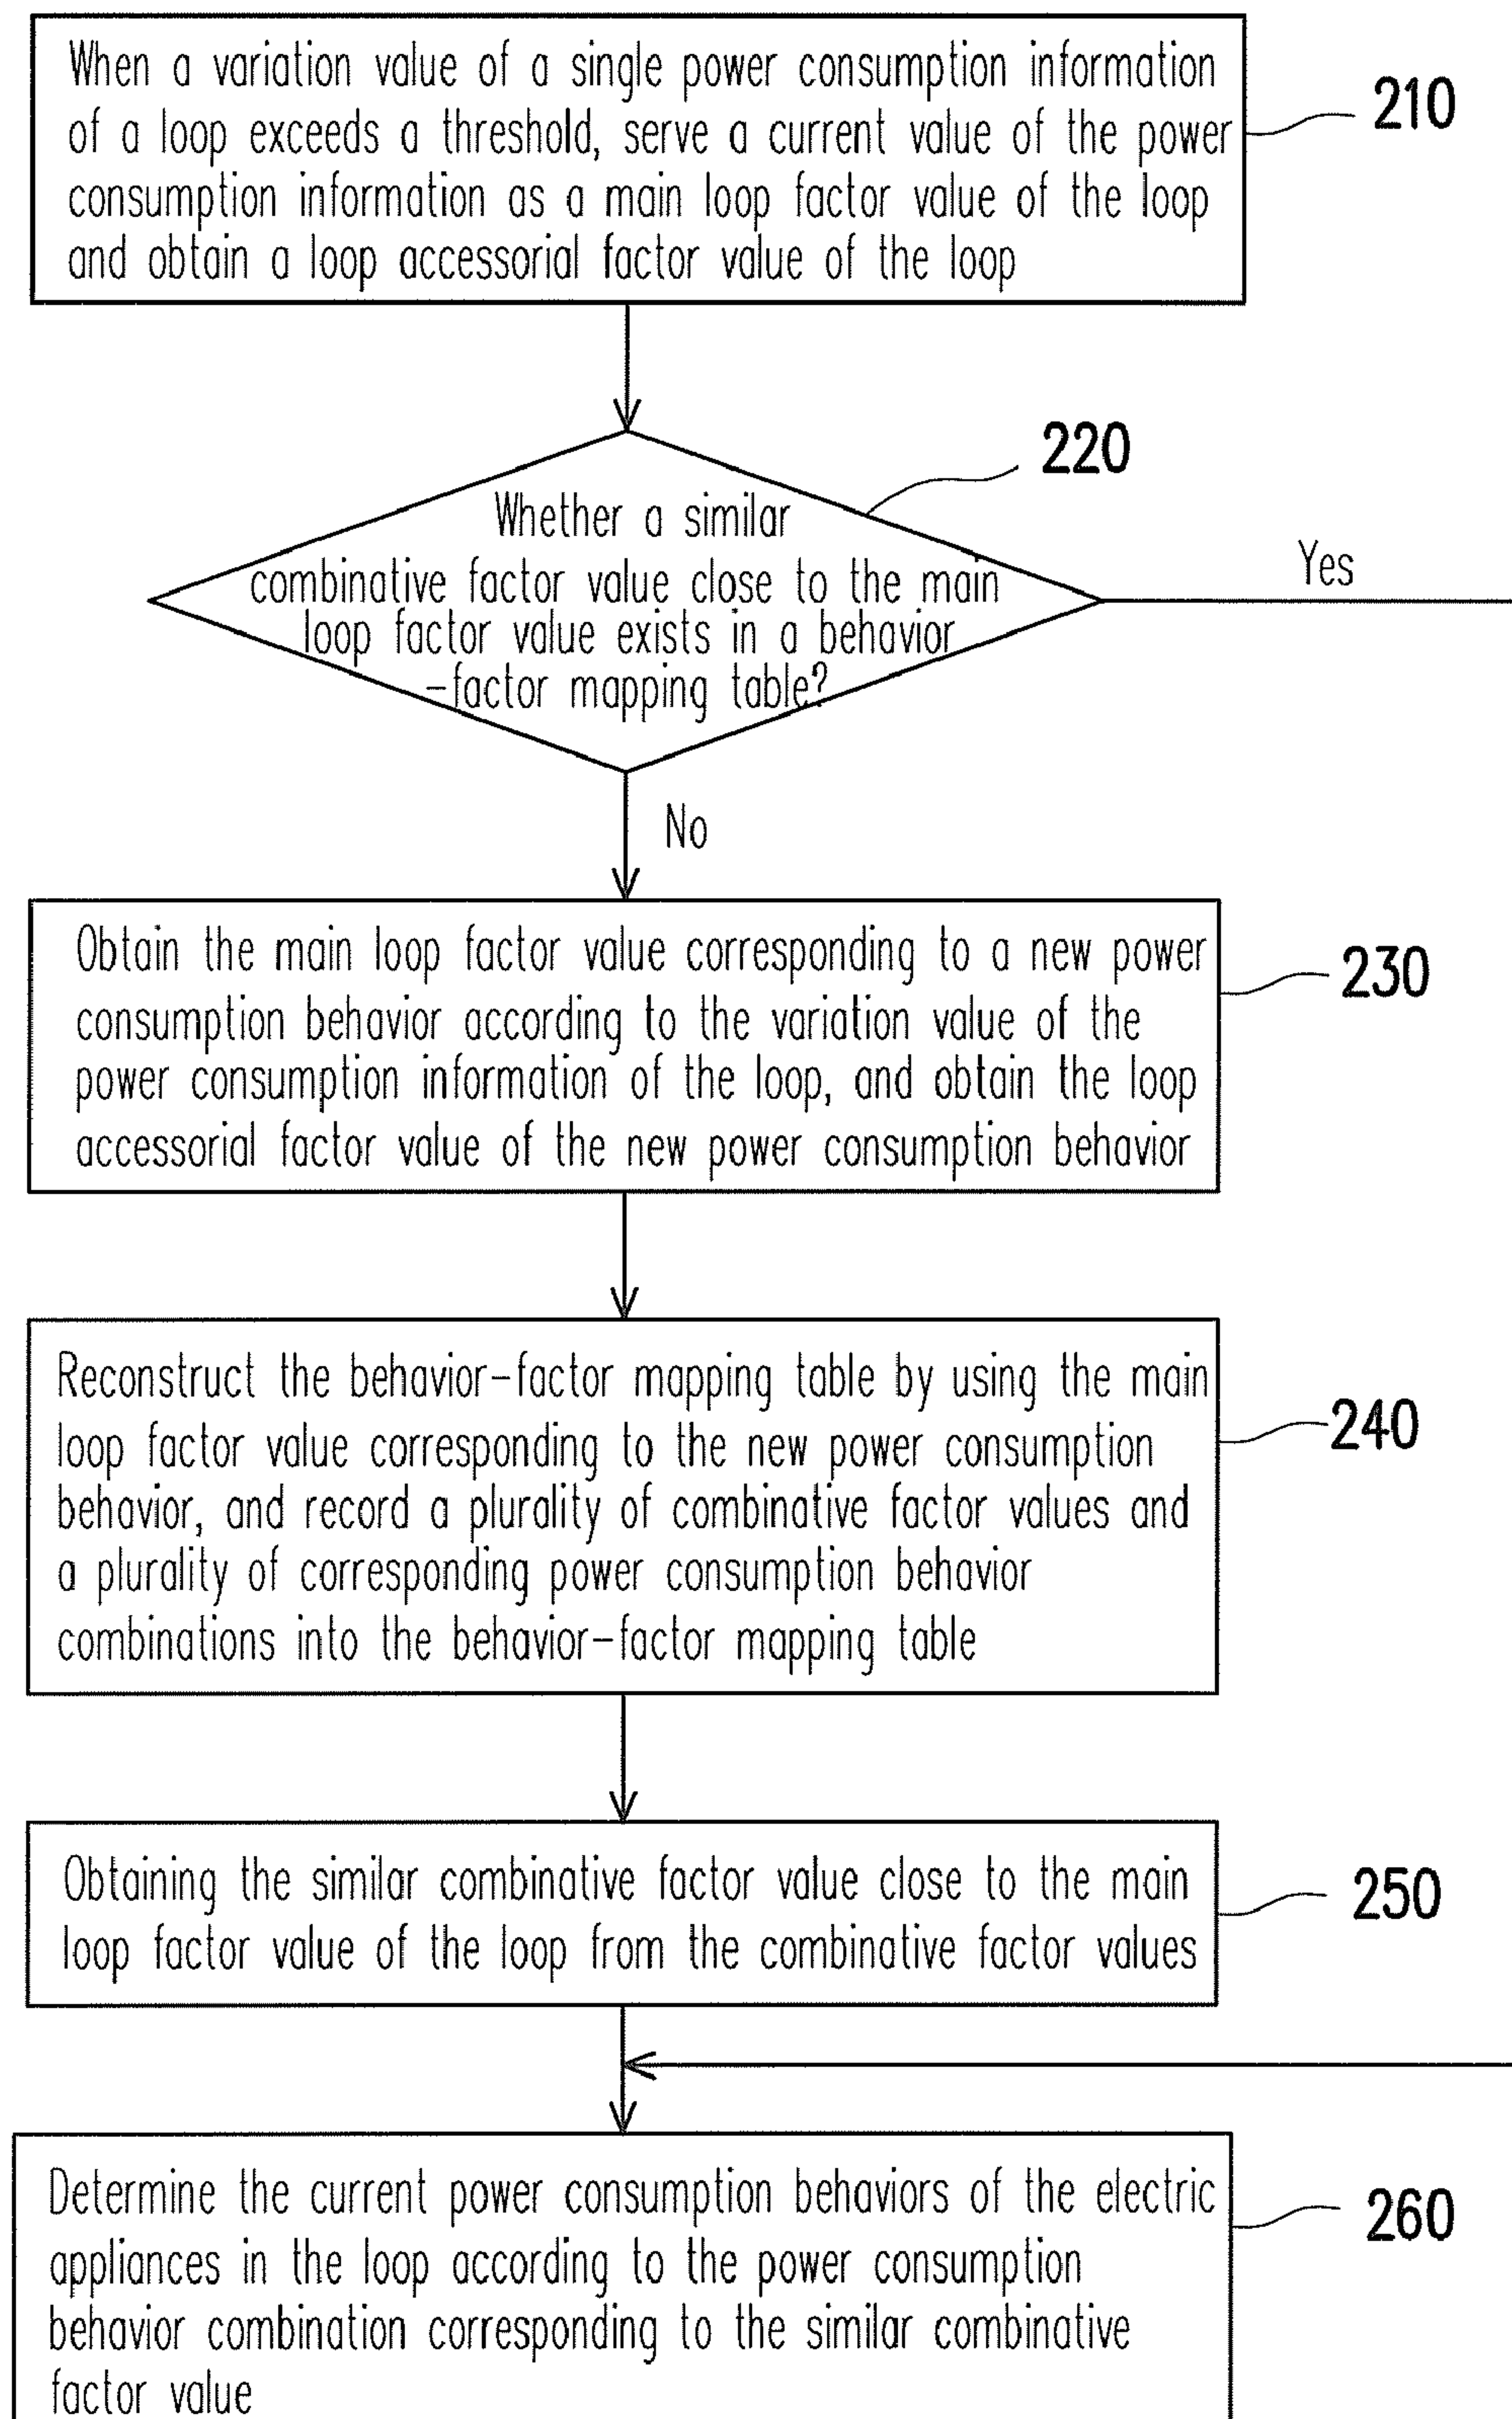 When a variation value of a single power consumption information
of a loop exceeds a threshold, serve a current value of the power
consumption information as a main loop factor value of the loop
and obtain a loop accessorial factor value of the loop
210
220
Whether a similar
combinative factor value close to the main
loop factor value exists in a behavior
-factor mapping table?
Yes
No
Obtain the main loop factor value corresponding to a new power
consumption behavior according to the variation value of the
power consumption information of the loop, and obtain the loop
accessorial factor value of the new power consumption behavior
230
Reconstruct the behavior-factor mapping table by using the main
loop factor value corresponding to the new power consumption
behavior, and record a plurality of combinative factor values and
a plurality of corresponding power consumption behavior
combinations into the behavior-factor mapping table
240
Obtaining the similar combinative factor value close to the main
loop factor value of the loop from the combinative factor values
250
Determine the current power consumption behaviors of the electric
appliances in the loop according to the power consumption
behavior combination corresponding to the similar combinative
factor value
260